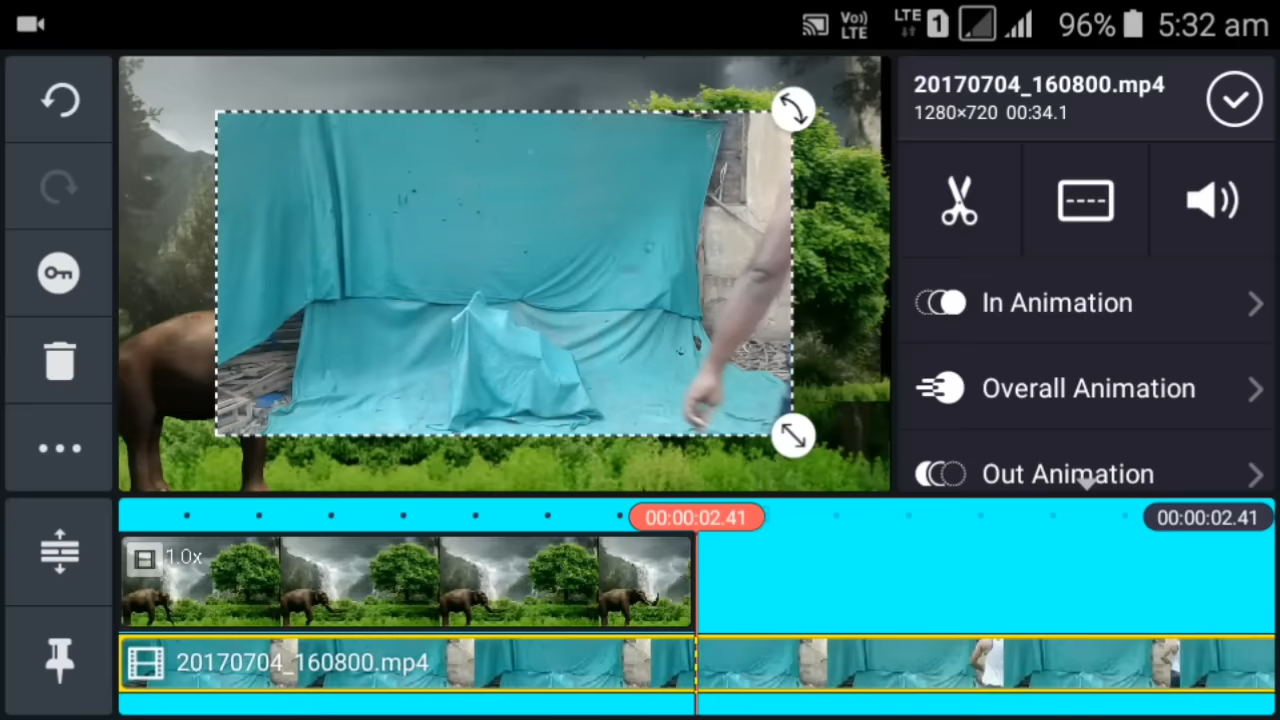 Vo))
LTE
LTE
1
96%
5:32 am
20170704_160800.mp4
1280×720 00:34.1
In Animation
Overall Animation
Out Animation
00:00:02.41
00:00:02.41
1.0x
20170704_160800.mp4